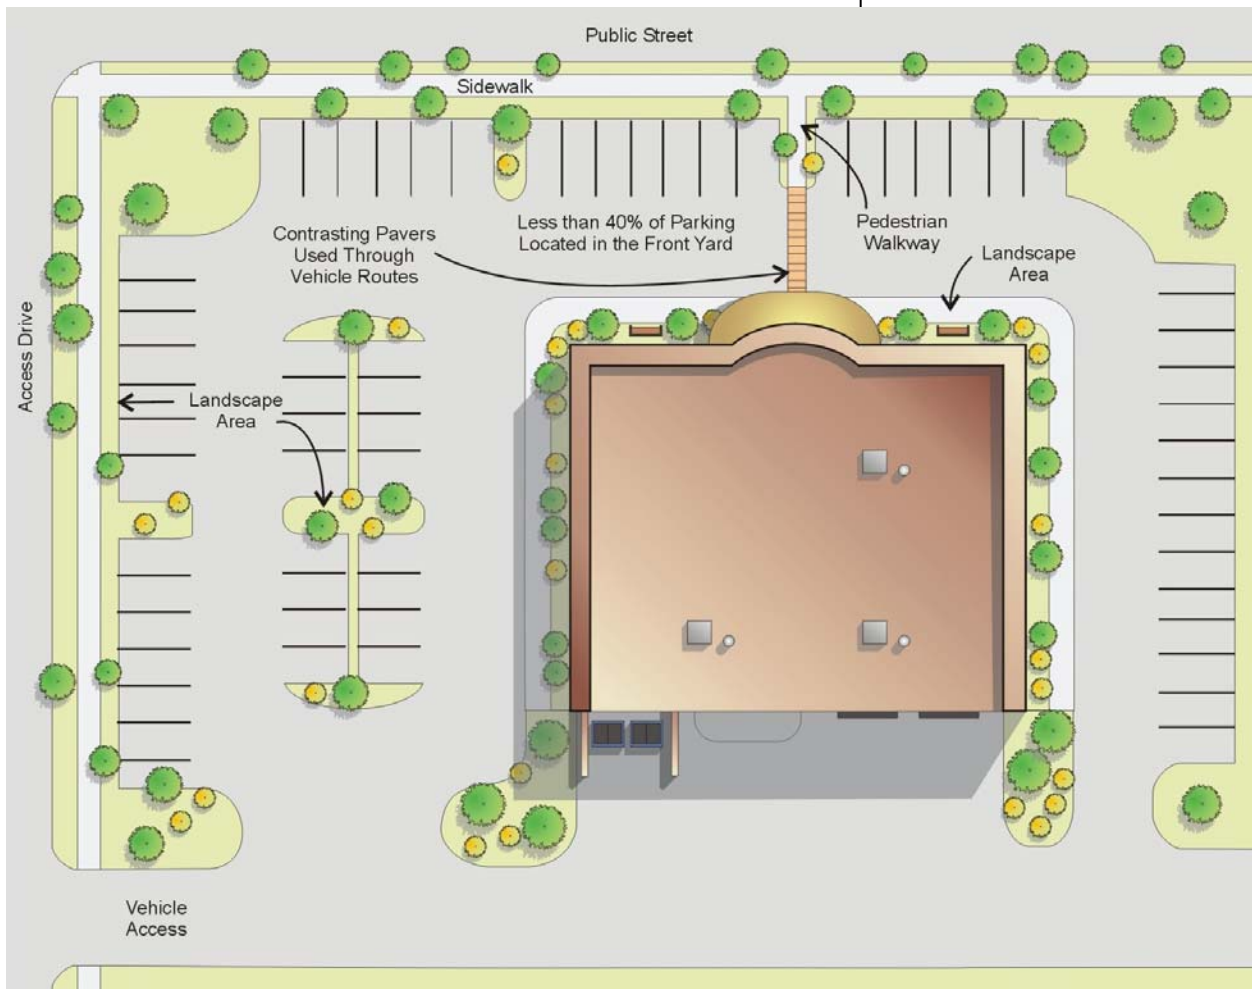 Public Street
Sidewalk
Contrasting Pavers
Used Through
Vehicle Routes
Less than 40% of Parking
Located in the Front Yard
Pedestrian
Walkway
Landscape
Area
Access Drive
Landscape
Area
Vehicle
Access